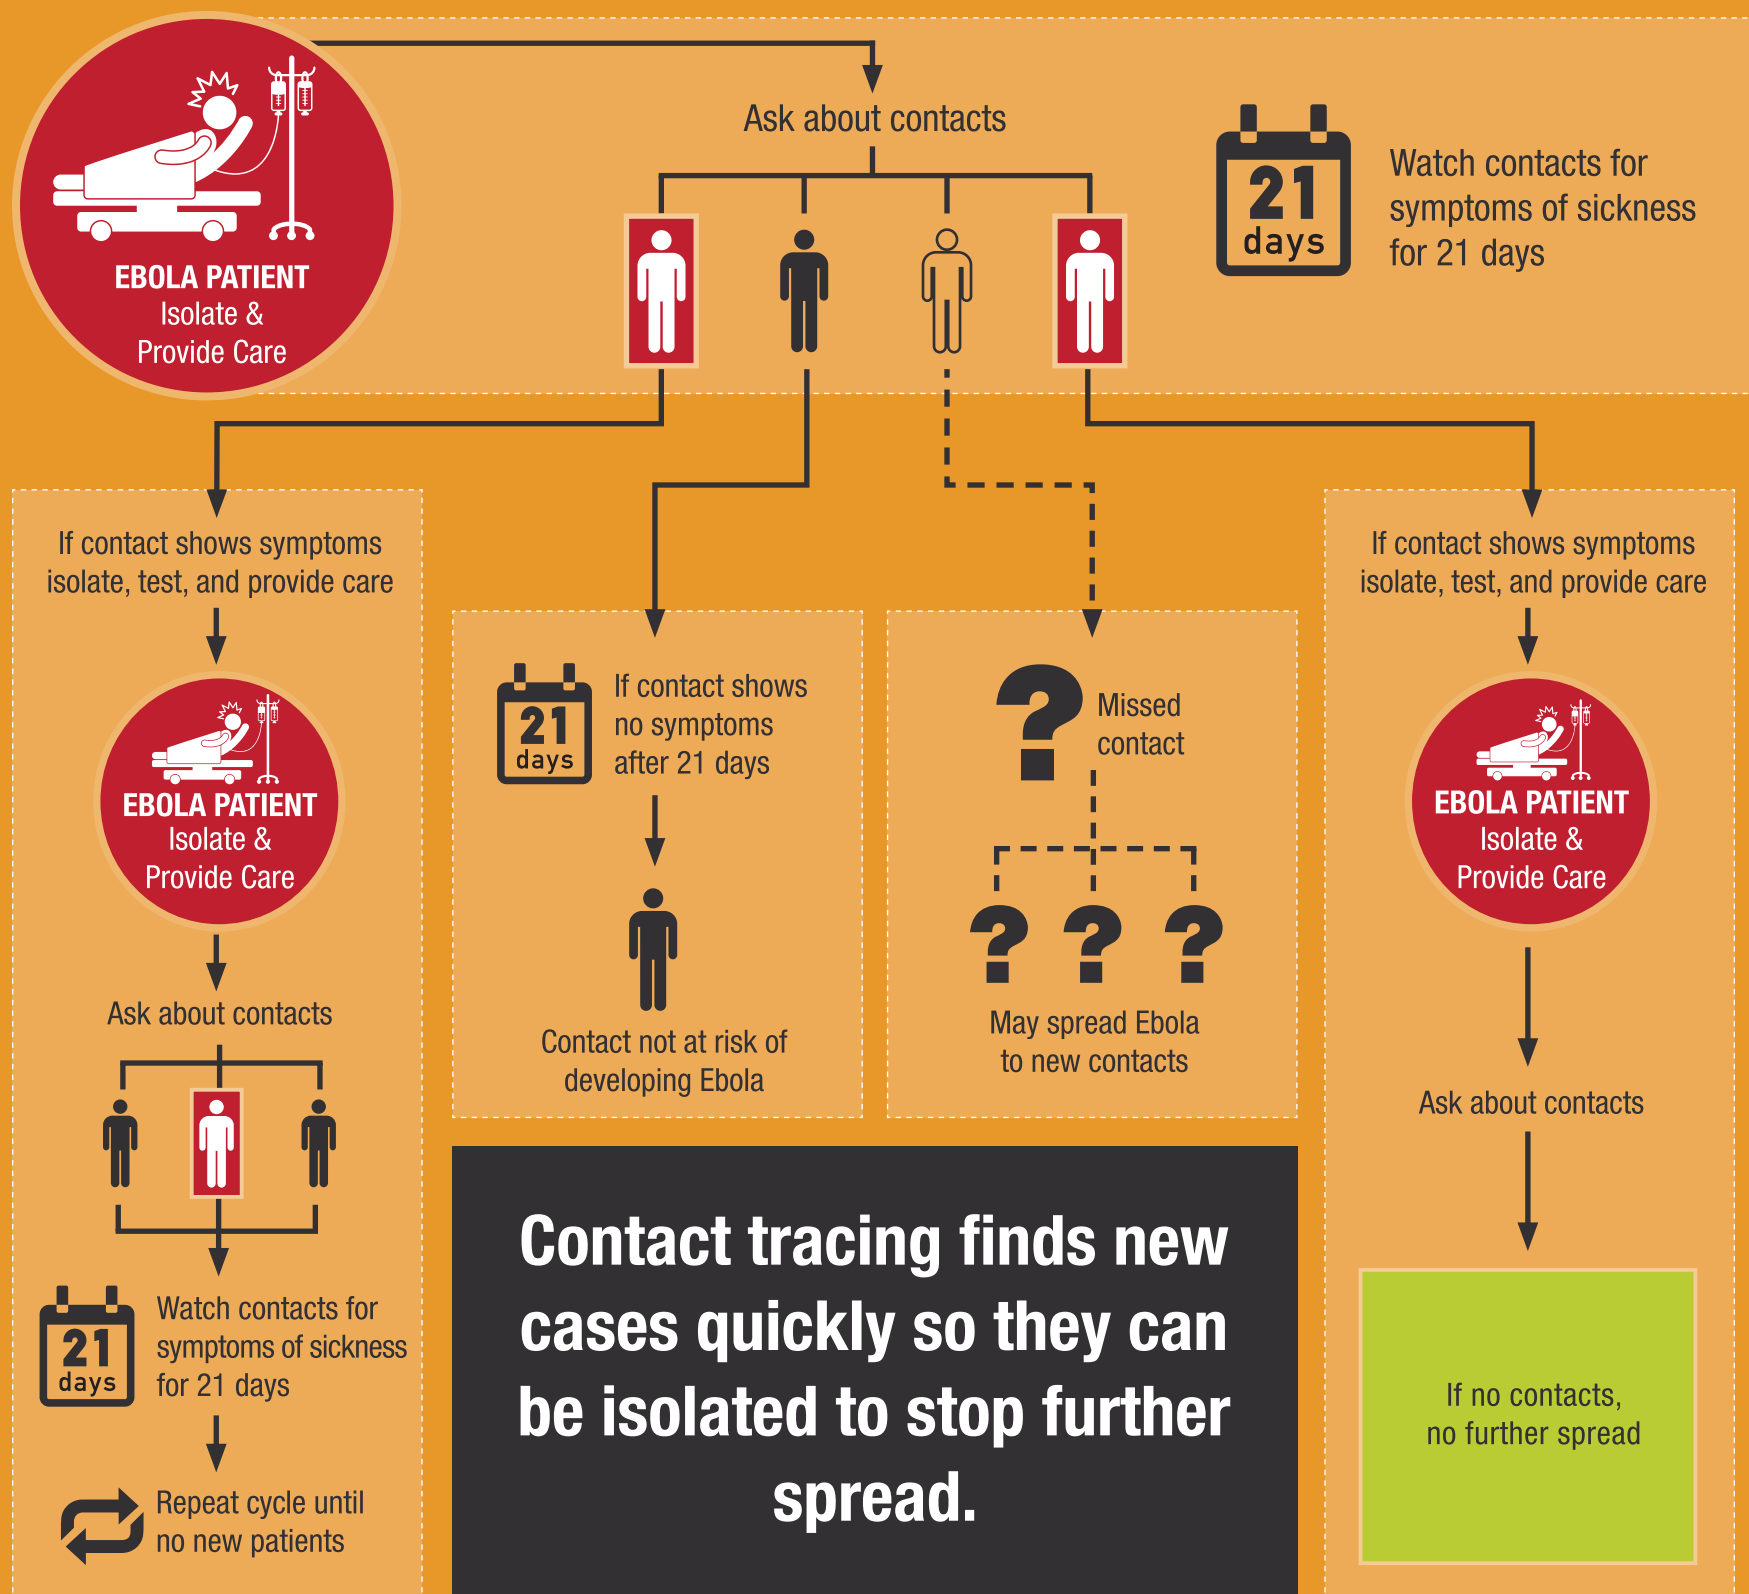 EBOLA PATIENT
Isolate &
Provide Care
Ask about contacts
21
days
Watch contacts for
symptoms of sickness
for 21 days
If contact shows symptoms
isolate, test, and provide care
EBOLA PATIENT
Isolate &
Provide Care
Ask about contacts
21
days
Watch contacts for
symptoms of sickness
for 21 days
Repeat cycle until
no new patients
21
days
If contact shows
no symptoms
after 21 days
Contact not at risk of
developing Ebola
?
Missed
contact
? ? ?
May spread Ebola
to new contacts
If contact shows symptoms
isolate, test, and provide care
EBOLA PATIENT
Isolate &
Provide Care
Ask about contacts
If no contacts,
no further spread
Contact tracing finds new
cases quickly so they can
be isolated to stop further
spread.